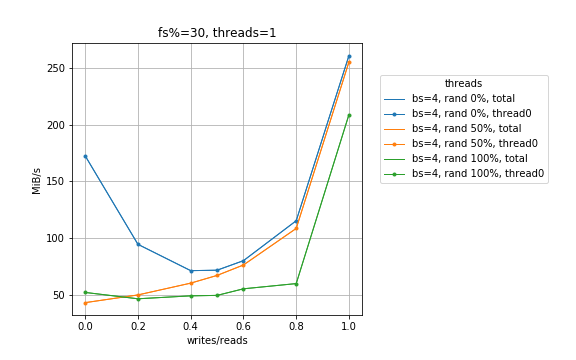 fs%=30, threads=1
MiB/s
250
200
150
100
50
0.0 0.2 0.4 0.6 0.8 1.0
writes/reads
threads
bs=4, rand 0%, total
bs=4, rand 0%, thread0
bs=4, rand 50%, total
bs=4, rand 50%, thread0
bs=4, rand 100%, total
bs=4, rand 100%, thread0